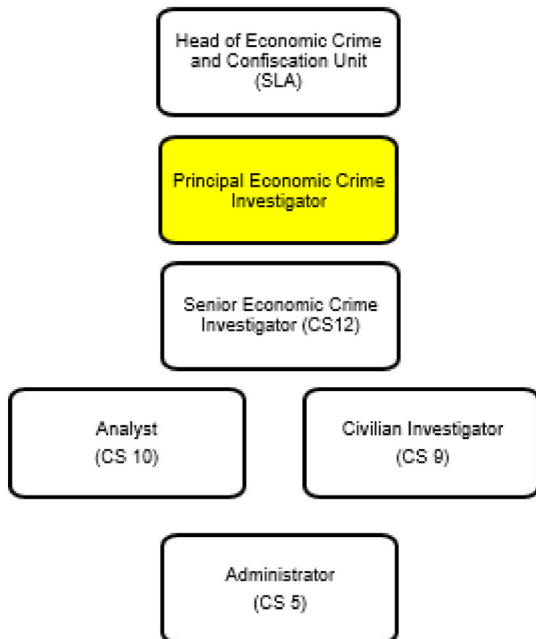 Head of Economic Crime
and Confiscation Unit
(SLA)
Principal Economic Crime
Investigator
Senior Economic Crime
Investigator (CS12)
Analyst
(CS 10)
Civilian Investigator
(CS 9)
Administrator
(CS 5)